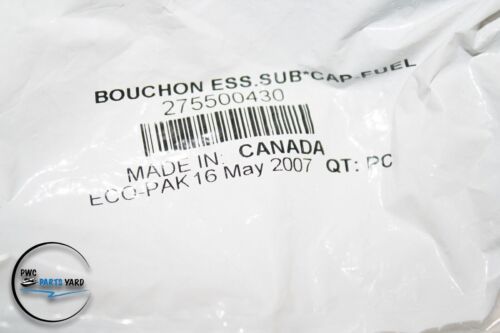 BOUCHON ESS.SUB*CAP-FUEL
275500430
MADE IN: CANADA
ECO-PAK 16 May 2007 QT: PC
PWC
PARTS YARD